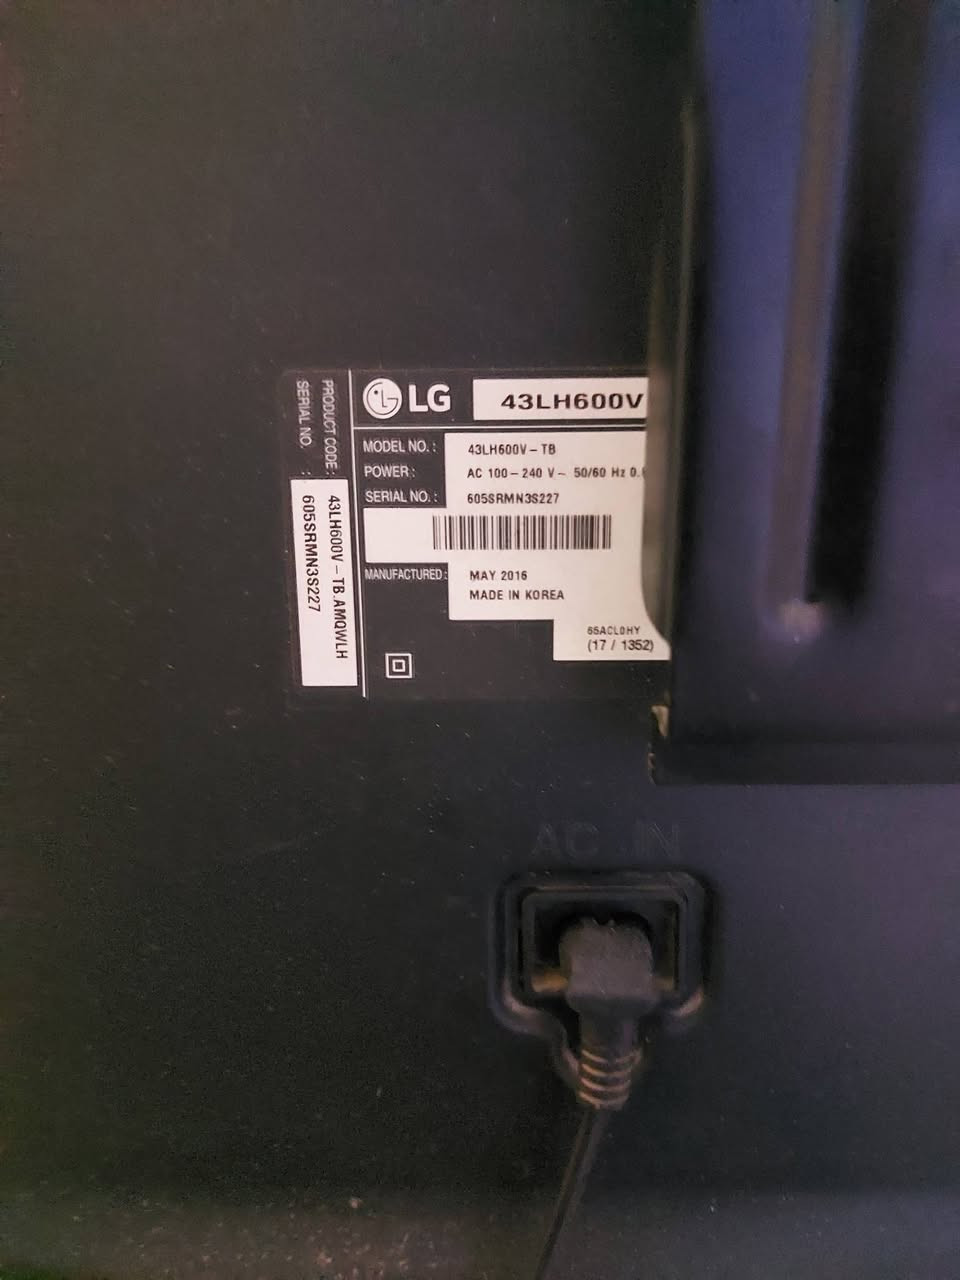 LG 43LH600V
MODEL NO. : 43LH600V - TB
POWER : AC 100 - 240 V ~ 50/60 Hz
SERIAL NO. : 605SRMN3S227
MANUFACTURED : MAY 2016
MADE IN KOREA
65ACL0HY
(17 / 1352)
PRODUCT CODE : 43LH600V - TB.AMQWLH
SERIAL NO. : 605SRMN3S227
AC IN